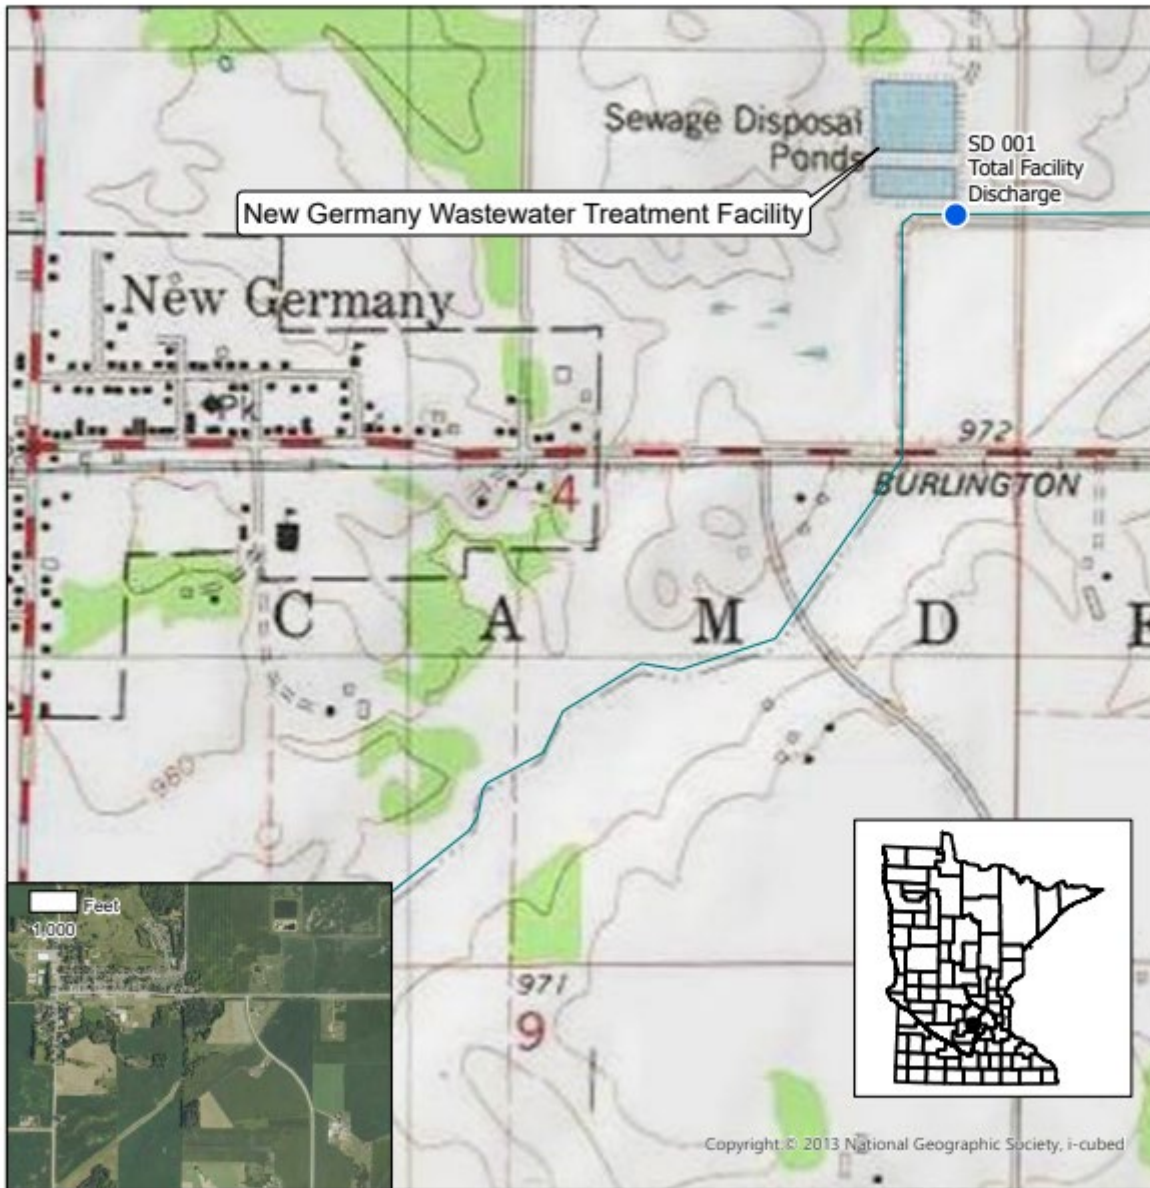 Sewage Disposal
Ponds
SD 001
Total Facility
Discharge
New Germany Wastewater Treatment Facility
New Germany
Pk
972
BURLINGTON
4
C A M D E
980
Feet
1,000
971
9
Copyright:© 2013 National Geographic Society, i-cubed